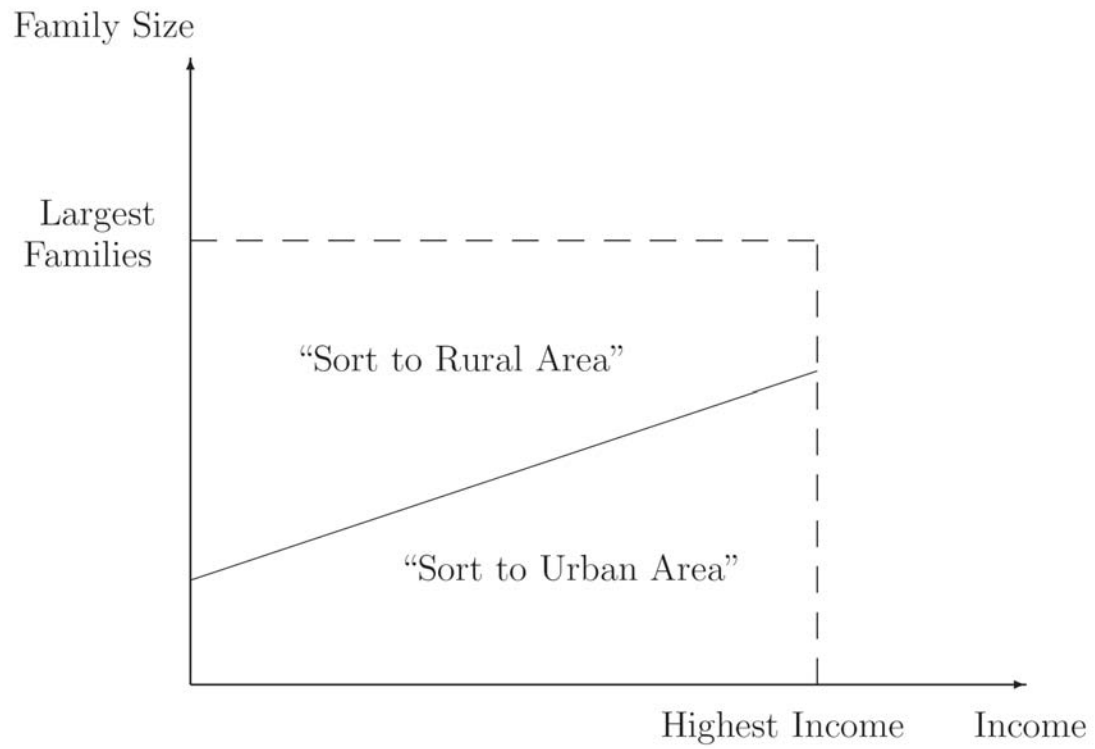 Family Size
Largest
Families
“Sort to Rural Area”
“Sort to Urban Area”
Highest Income
Income